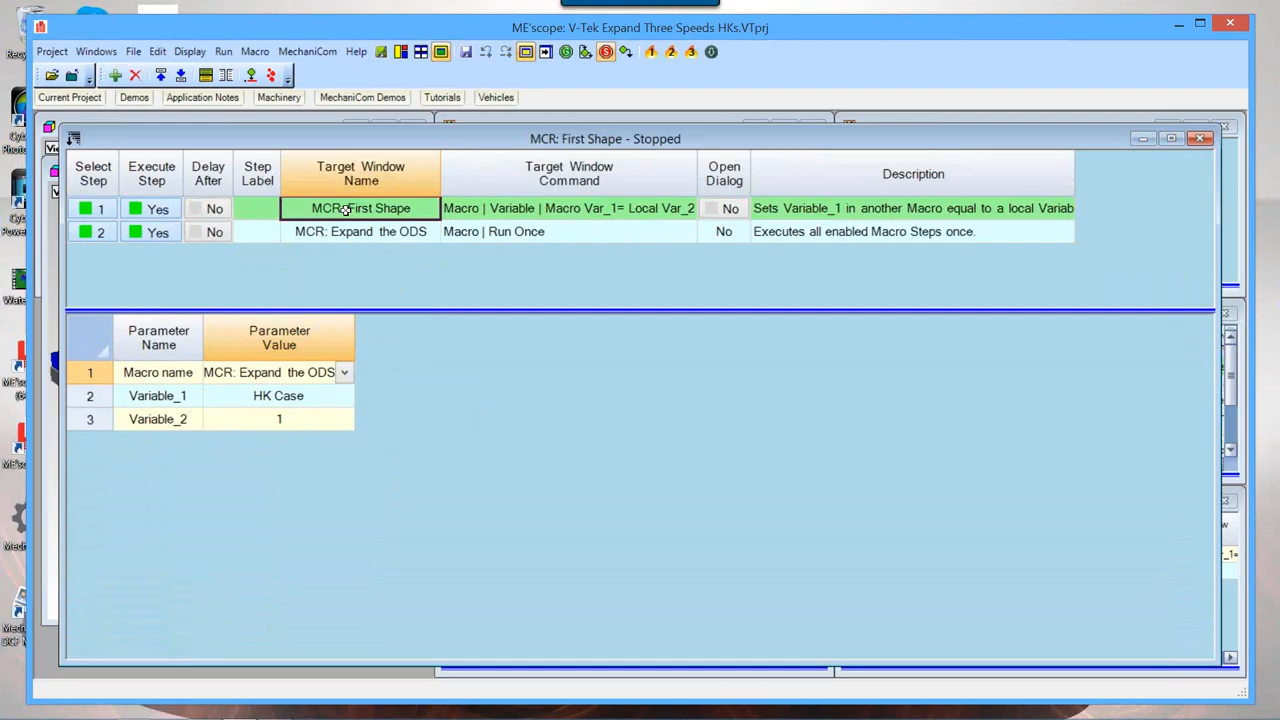 ME'scope: V-Tek Expand Three Speeds HKs.VTprj
Project Windows File Edit Display Run Macro MechaniCom Help
Current Project Demos Application Notes Machinery MechaniCom Demos Tutorials Vehicles
MCR: First Shape - Stopped
Select Step Execute Step Delay After Step Label Target Window Name Target Window Command Open Dialog Description
1 Yes No MCR: First Shape Macro | Variable | Macro Var_1= Local Var_2 No Sets Variable_1 in another Macro equal to a local Variab
2 Yes No MCR: Expand the ODS Macro | Run Once No Executes all enabled Macro Steps once.
Parameter Name Parameter Value
1 Macro name MCR: Expand the ODS
2 Variable_1 HK Case
3 Variable_2 1